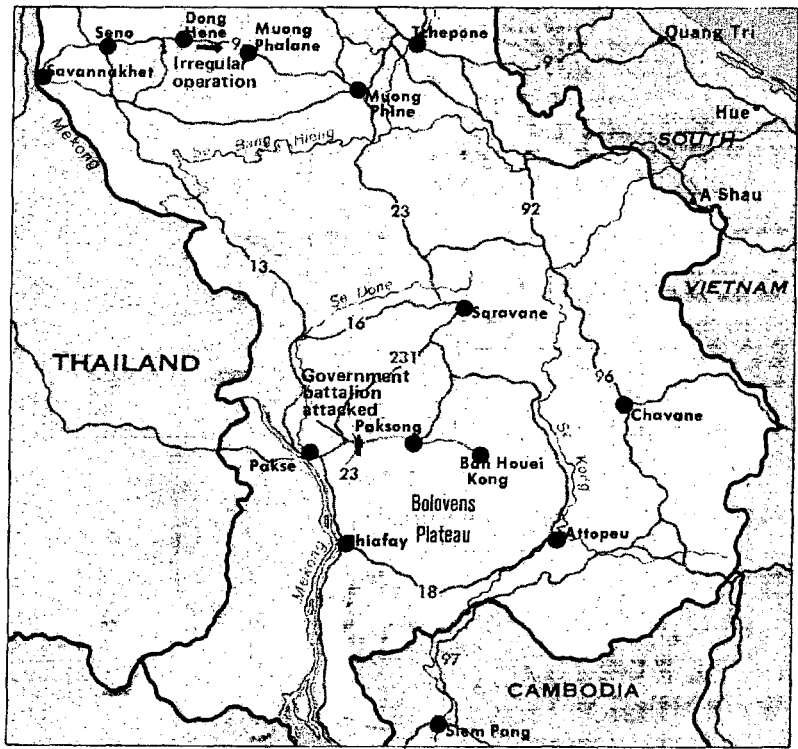 Dong
Hene
Muong
Phalane
Seno
9
Tchepone
Quang Tri
9
Savannakhet
Irregular
operation
Muong
Phine
Hue
SOUTH
Mekong
Se Bang Hieng
A Shau
23
92
13
VIETNAM
Se Done
16
Saravane
THAILAND
231
Government
battalion
attacked
96
Chavane
Paksong
Se Kong
Pakse
23
Ban Houei
Kong
Bolovens
Plateau
Attopeu
Mekong
18
97
CAMBODIA
Siem Pang